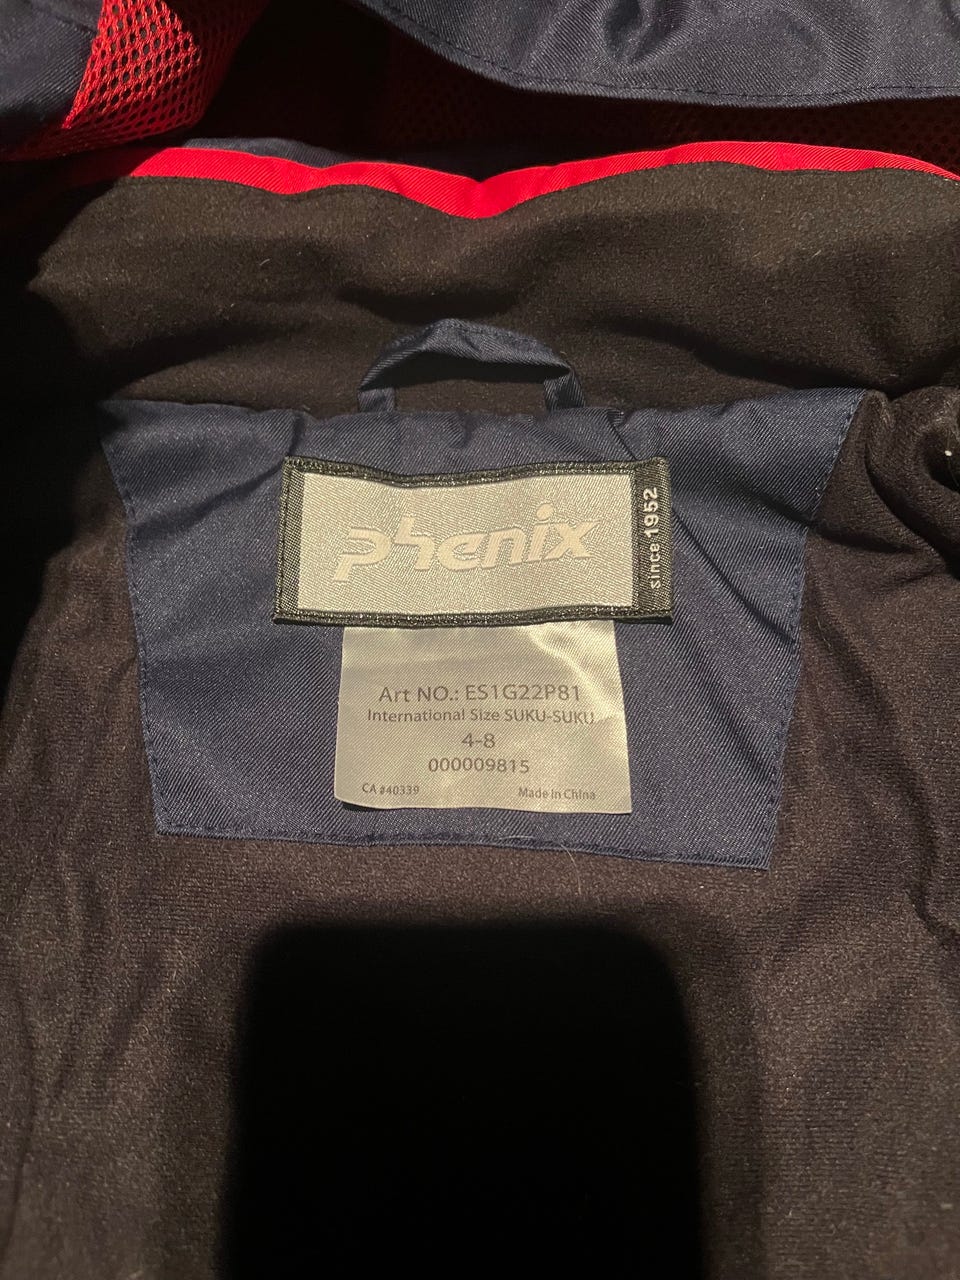 phenix
since 1952
Art NO.: ES1G22P81
International Size SUKU-SUKU
4-8
000009815
CA #40339
Made In China